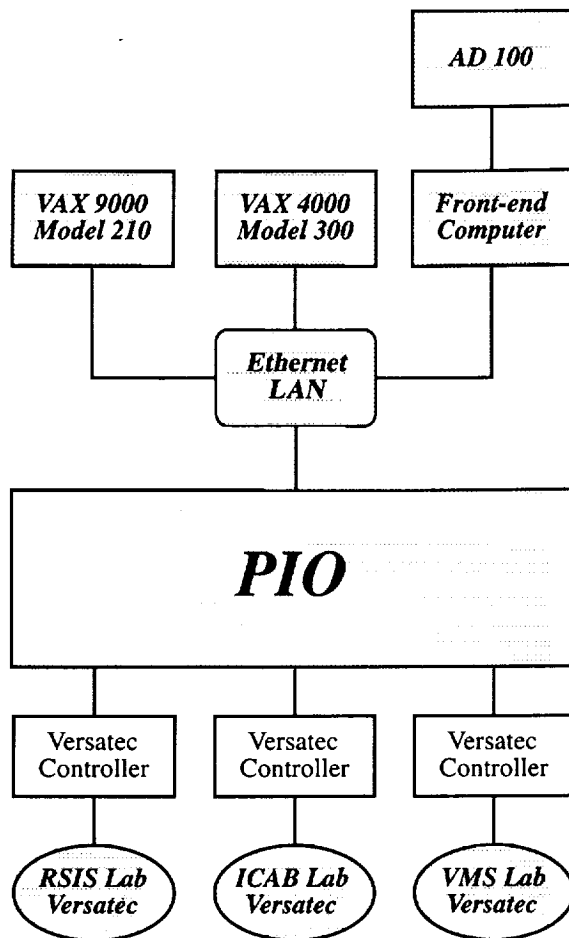 AD 100
VAX 9000
Model 210
VAX 4000
Model 300
Front-end
Computer
Ethernet
LAN
PIO
Versatec
Controller
Versatec
Controller
Versatec
Controller
RSIS Lab
Versatec
ICAB Lab
Versatec
VMS Lab
Versatec